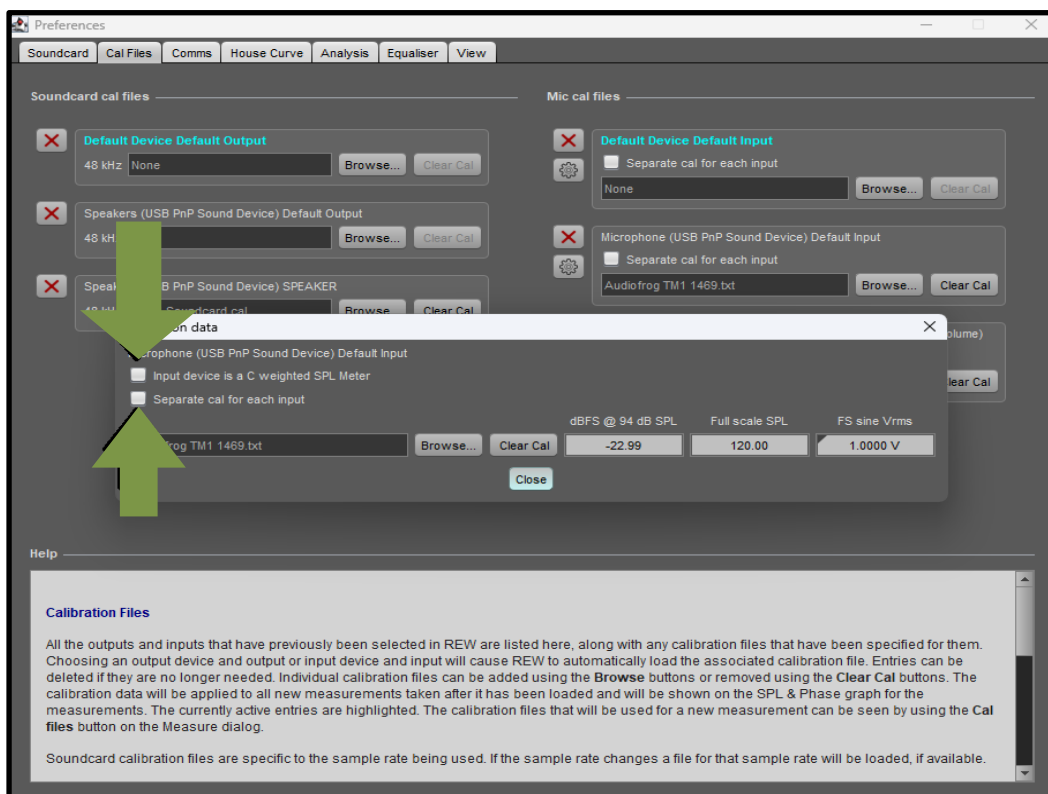 Preferences
Soundcard Cal Files Comms House Curve Analysis Equaliser View
Soundcard cal files
Default Device Default Output
48 kHz None Browse... Clear Cal
Speakers (USB PnP Sound Device) Default Output
48 Browse... Clear Cal
PnP Sound Device) SPEAKER
Soundcard cal Browse Clear Cal
Mic cal files
Default Device Default Input
Separate cal for each input
None Browse... Clear Cal
Microphone (USB PnP Sound Device) Default Input
Separate cal for each input
Audiofrog TM1 1469.txt Browse... Clear Cal
Cal
data
(USB PnP Sound Device) Default Input
Input device is a C weighted SPL Meter
Separate cal for each input
dBFS @ 94 dB SPL Full scale SPL FS sine Vrms
TM1 1469.txt Browse... Clear Cal -22.99 120.00 1.0000 V
Close
Help
Calibration Files
All the outputs and inputs that have previously been selected in REW are listed here, along with any calibration files that have been specified for them.
Choosing an output device and output or input device and input will cause REW to automatically load the associated calibration file. Entries can be
deleted if they are no longer needed. Individual calibration files can be added using the Browse buttons or removed using the Clear Cal buttons. The
calibration data will be applied to all new measurements taken after it has been loaded and will be shown on the SPL & Phase graph for the
measurements. The currently active entries are highlighted. The calibration files that will be used for a new measurement can be seen by using the Cal
files button on the Measure dialog.
Soundcard calibration files are specific to the sample rate being used. If the sample rate changes a file for that sample rate will be loaded, if available.